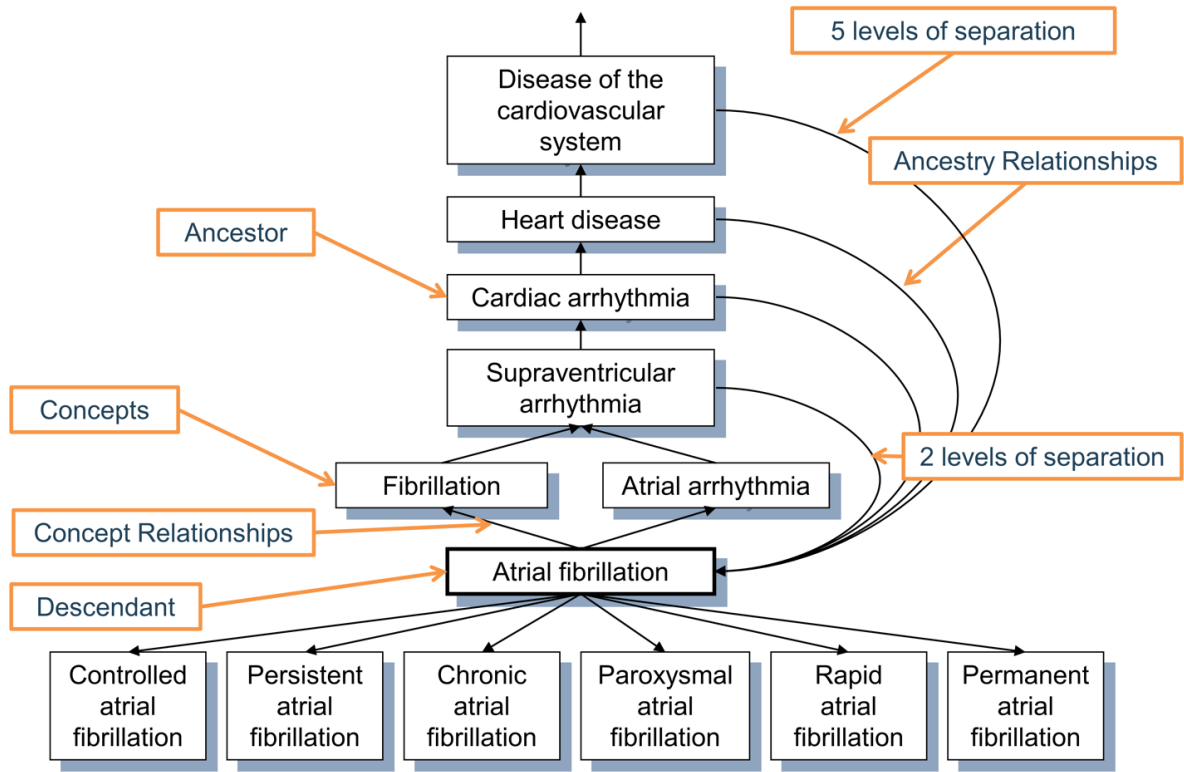 5 levels of separation
Disease of the
cardiovascular
system
Ancestry Relationships
Heart disease
Ancestor
Cardiac arrhythmia
Supraventricular
arrhythmia
Concepts
2 levels of separation
Fibrillation
Atrial arrhythmia
Concept Relationships
Atrial fibrillation
Descendant
Controlled
atrial
fibrillation
Persistent
atrial
fibrillation
Chronic
atrial
fibrillation
Paroxysmal
atrial
fibrillation
Rapid
atrial
fibrillation
Permanent
atrial
fibrillation